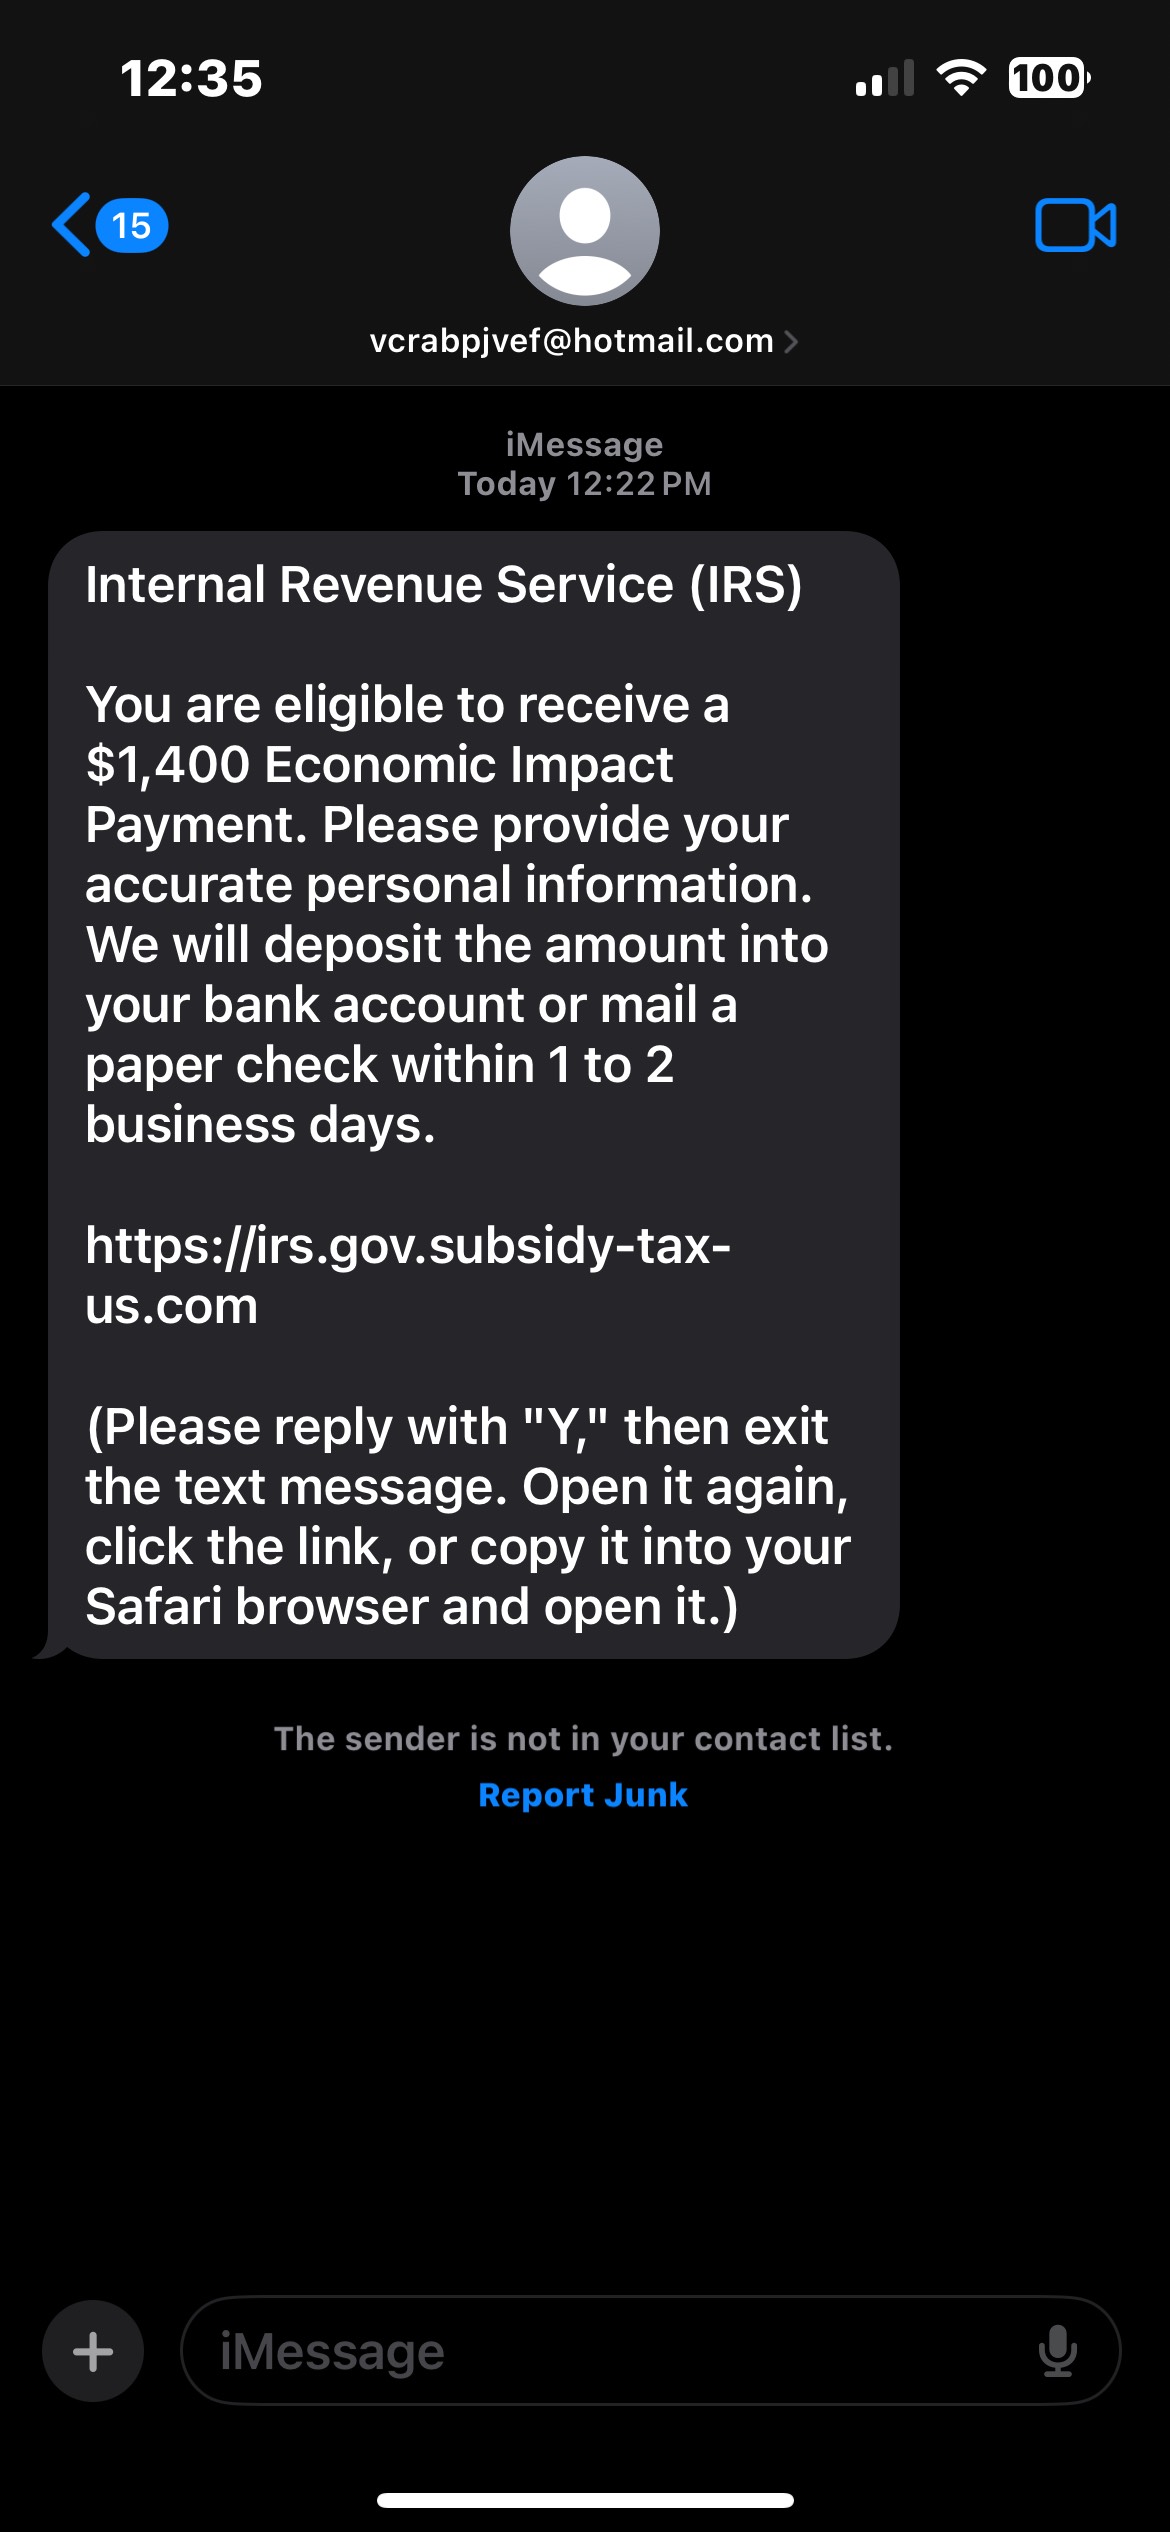 12:35
100
15
vcrabpjvef@hotmail.com
iMessage
Today 12:22 PM
Internal Revenue Service (IRS)
You are eligible to receive a
$1,400 Economic Impact
Payment. Please provide your
accurate personal information.
We will deposit the amount into
your bank account or mail a
paper check within 1 to 2
business days.
https://irs.gov.subsidy-tax-
us.com
(Please reply with "Y," then exit
the text message. Open it again,
click the link, or copy it into your
Safari browser and open it.)
The sender is not in your contact list.
Report Junk
iMessage